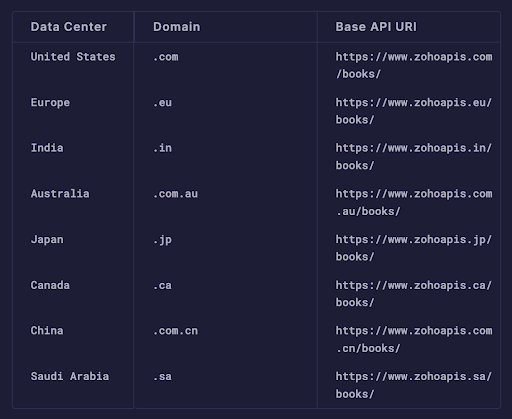 Data Center Domain Base API URI
United States .com https://www.zohoapis.com
/books/
Europe .eu https://www.zohoapis.eu/
books/
India .in https://www.zohoapis.in/
books/
Australia .com.au https://www.zohoapis.com
.au/books/
Japan .jp https://www.zohoapis.jp/
books/
Canada .ca https://www.zohoapis.ca/
books/
China .com.cn https://www.zohoapis.com
.cn/books/
Saudi Arabia .sa https://www.zohoapis.sa/
books/